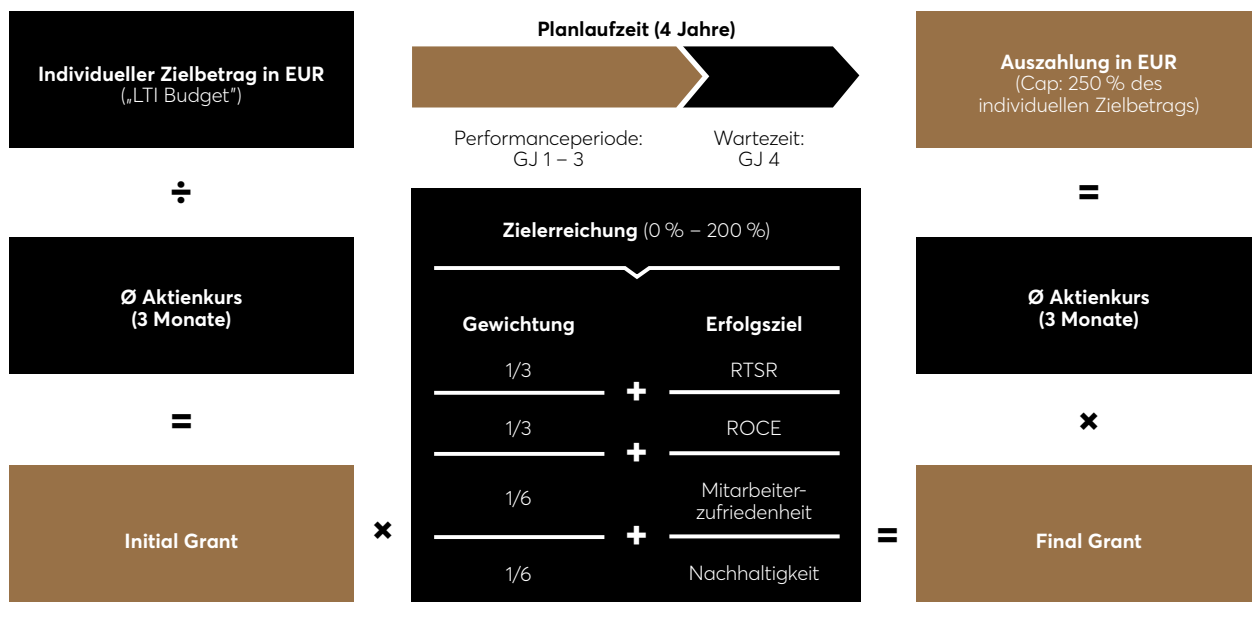 Individueller Zielbetrag in EUR
(„LTI Budget")
÷
Ø Aktienkurs
(3 Monate)
=
Initial Grant
×
Planlaufzeit (4 Jahre)
Performanceperiode:
GJ 1 – 3
Wartezeit:
GJ 4
Zielerreichung (0 % – 200 %)
Gewichtung
Erfolgsziel
1/3
+
RTSR
1/3
+
ROCE
1/6
+
Mitarbeiter-
zufriedenheit
1/6
Nachhaltigkeit
=
Auszahlung in EUR
(Cap: 250 % des
individuellen Zielbetrags)
=
Ø Aktienkurs
(3 Monate)
×
Final Grant